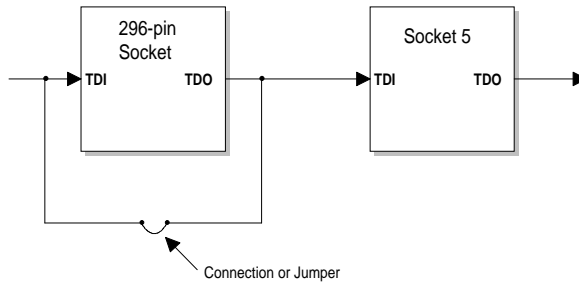 296-pin
Socket
TDI
TDO
Socket 5
TDI
TDO
Connection or Jumper